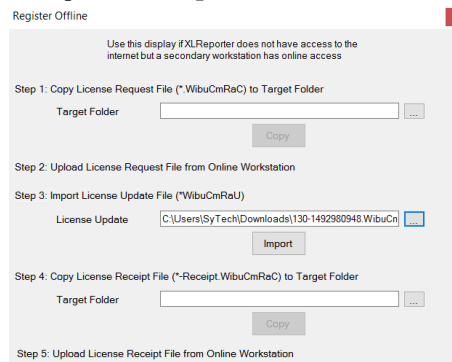 Register Offline
Use this display if XLReporter does not have access to the
internet but a secondary workstation has online access
Step 1: Copy License Request File (*.WibuCmRaC) to Target Folder
Target Folder
...
Copy
Step 2: Upload License Request File from Online Workstation
Step 3: Import License Update File (*WibuCmRaU)
License Update
C:\Users\SyTech\Downloads\130-1492980948.WibuCm
...
Import
Step 4: Copy License Receipt File (*-Receipt.WibuCmRaC) to Target Folder
Target Folder
...
Copy
Step 5: Upload License Receipt File from Online Workstation